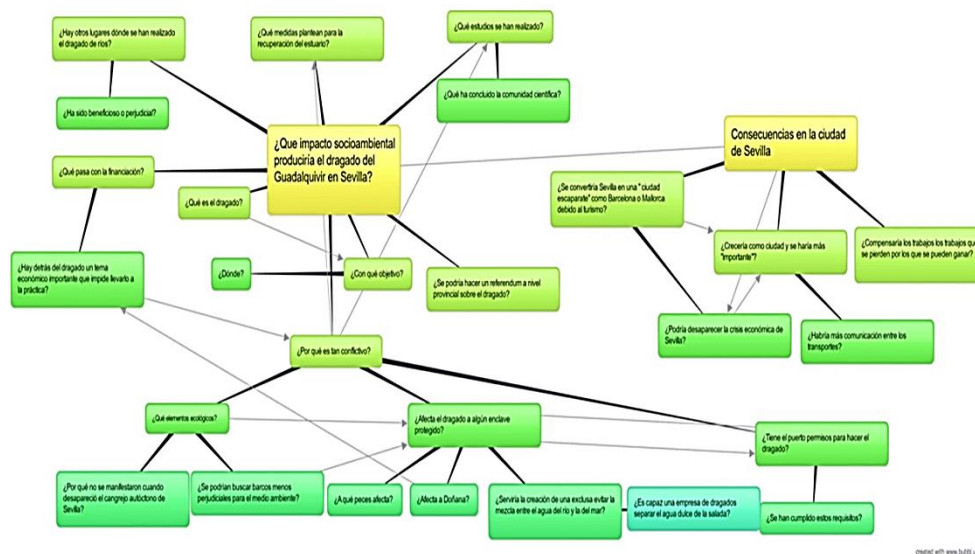 ¿Hay otros lugares dónde se han realizado
el dragado de ríos?
¿Qué medidas plantean para la
recuperación del estuario?
¿Qué estudios se han realizado?
¿Ha sido beneficioso o perjudicial?
¿Qué ha concluido la comunidad científica?
¿Que impacto socioambiental
produciría el dragado del
Guadalquivir en Sevilla?
Consecuencias en la ciudad
de Sevilla
¿Qué pasa con la financiación?
¿Qué es el dragado?
¿Se convertiría Sevilla en una " ciudad
escaparate" como Barcelona o Mallorca
debido al turismo?
¿Crecería como ciudad y se haría más
"importante"?
¿Compensaría los trabajos los trabajos que
se pierden por los que se pueden ganar?
¿Hay detrás del dragado un tema
económico importante que impide llevarlo a
la práctica?
¿Dónde?
¿Con qué objetivo?
¿Se podría hacer un referendum a nivel
provincial sobre el dragado?
¿Podría desaparecer la crisis económica de
Sevilla?
¿Habría más comunicación entre los
transportes?
¿Por qué es tan conflictivo?
¿Qué elementos ecológicos?
¿Afecta el dragado a algún enclave
protegido?
¿Tiene el puerto permisos para hacer el
dragado?
¿Por qué no se manifestaron cuando
desapareció el cangrejo autóctono
de Sevilla?
¿Se podrían buscar barcos menos
perjudiciales para el medio ambiente?
¿A qué peces afecta?
¿Afecta a Doñana?
¿Serviría la creación de una exclusa evitar la
mezcla entre el agua del río y la del mar?
¿Es capaz una empresa de dragados
separar el agua dulce de la salada?
¿Se han cumplido estos requisitos?
created with www.bubbl.